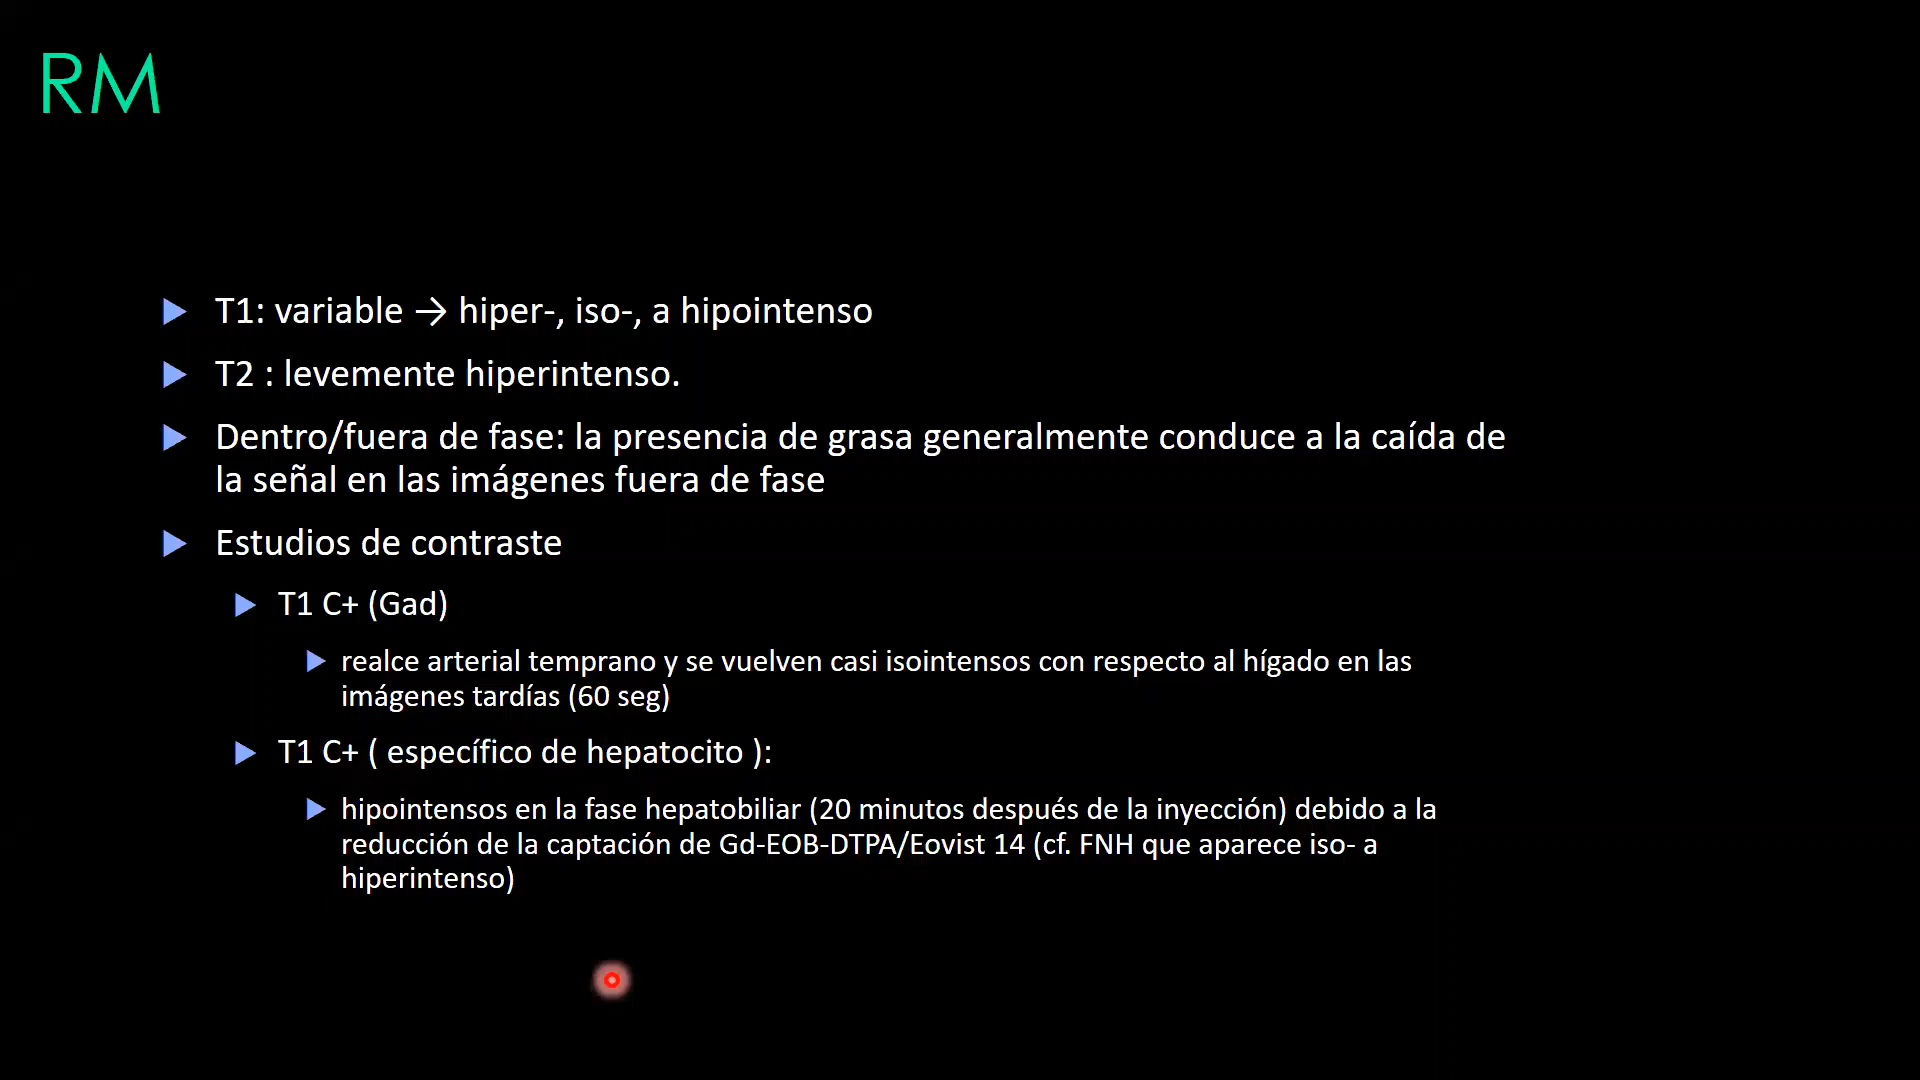 RM
T1: variable → hiper-, iso-, a hipointenso
T2 : levemente hiperintenso.
Dentro/fuera de fase: la presencia de grasa generalmente conduce a la caída de
la señal en las imágenes fuera de fase
Estudios de contraste
T1 C+ (Gad)
realce arterial temprano y se vuelven casi isointensos con respecto al hígado en las
imágenes tardías (60 seg)
T1 C+ ( específico de hepatocito ):
hipointensos en la fase hepatobiliar (20 minutos después de la inyección) debido a la
reducción de la captación de Gd-EOB-DTPA/Eovist 14 (cf. FNH que aparece iso- a
hiperintenso)